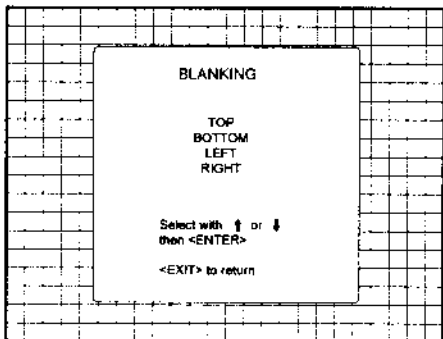 BLANKING
TOP
BOTTOM
LEFT
RIGHT
Select with ⬆ or ⬇
then <ENTER>
<EXIT> to return